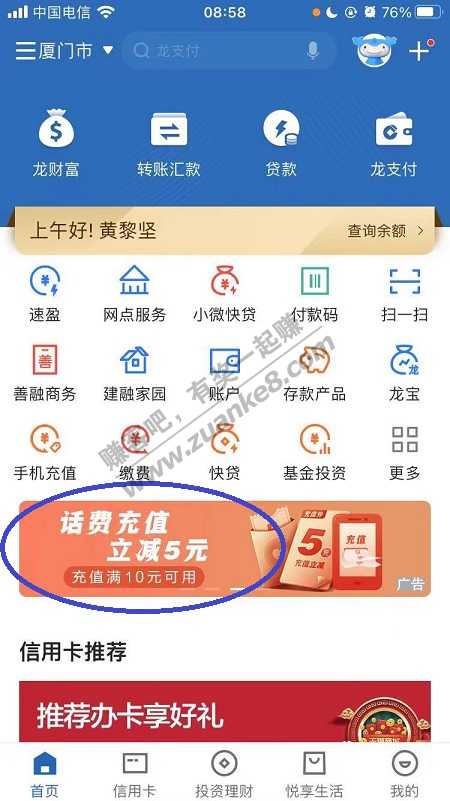 中国电信 08:58 76%
厦门市 龙支付
龙财富 转账汇款 贷款 龙支付
上午好! 黄黎坚 查询余额
速盈 网点服务 小微快贷 付款码 扫一扫
善
龙
善融商务 建融家园 账户 存款产品 龙宝
手机充值 缴费 快贷 基金投资 更多
赚客吧,有奖一起赚!
www.zuanke8.com
话费充值
立减5元
充值满10元可用
充值券
5元
充值立减
充值
广告
信用卡推荐
推荐办卡享好礼
首页 信用卡 投资理财 悦享生活 我的